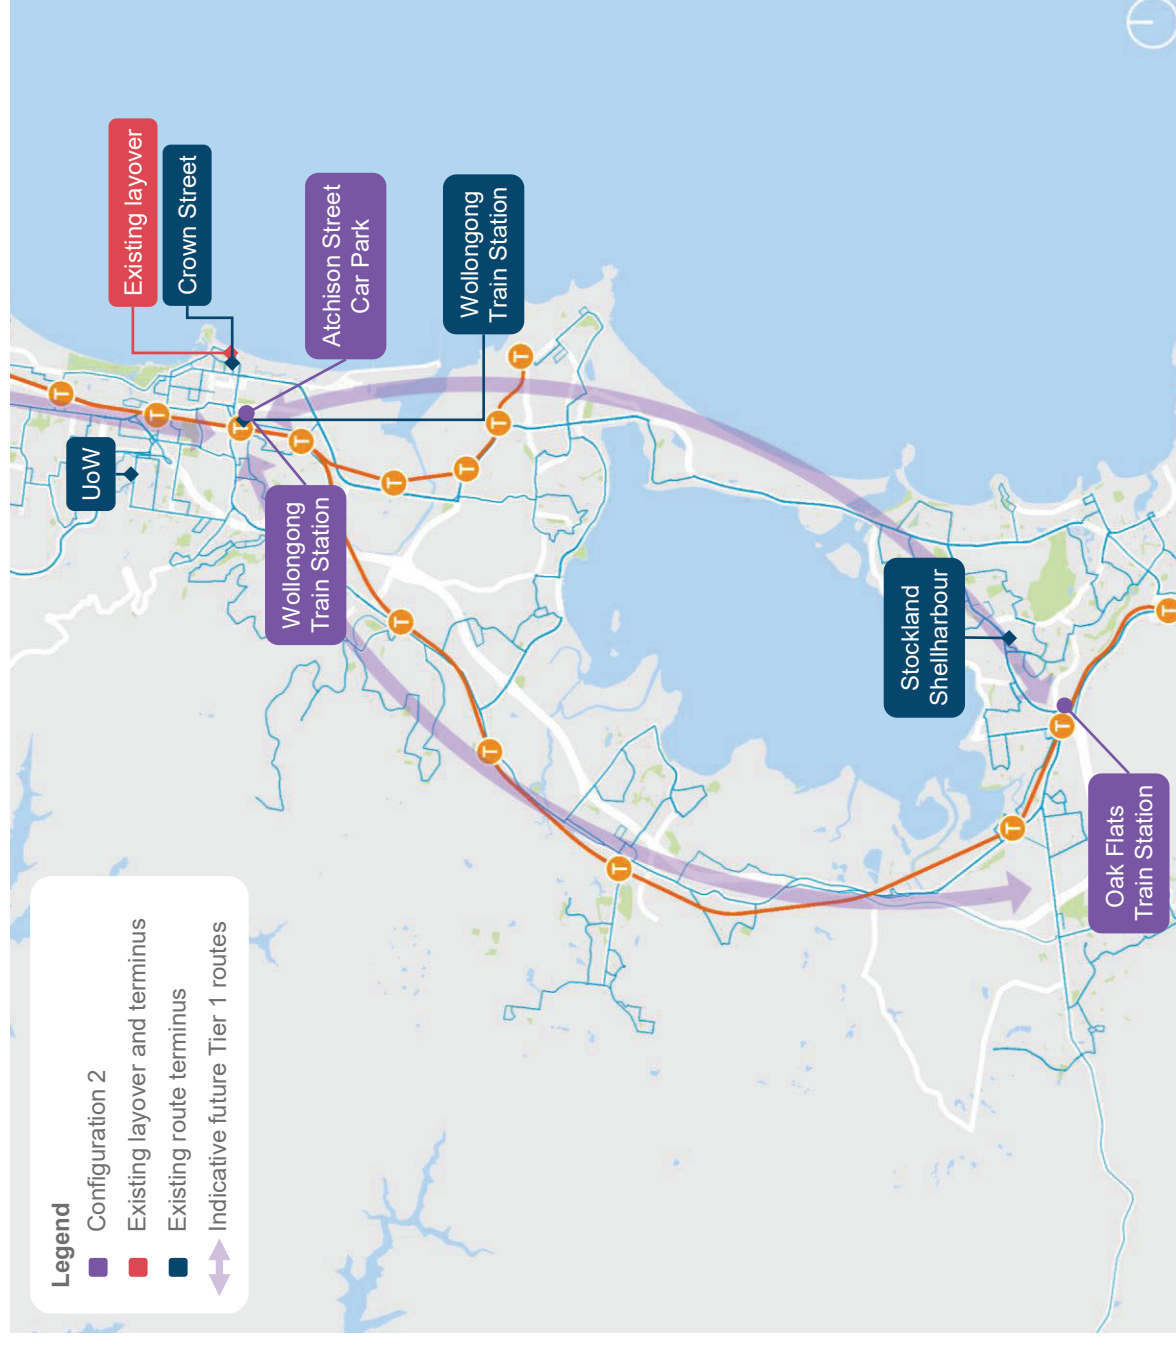 Legend
Configuration 2
Existing layover and terminus
Existing route terminus
Indicative future Tier 1 routes
UoW
Existing layover
Crown Street
Atchison Street
Car Park
Wollongong
Train Station
Wollongong
Train Station
Stockland
Shellharbour
Oak Flats
Train Station
T
T
T
T
T
T
T
T
T
T
T
T
T
T